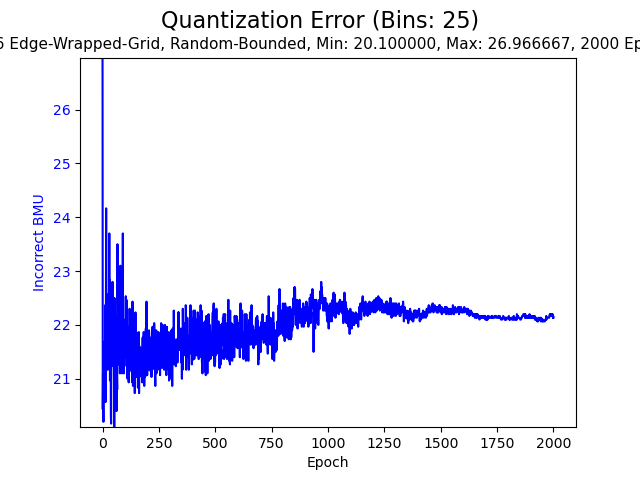 Quantization Error (Bins: 25)
6 Edge-Wrapped-Grid, Random-Bounded, Min: 20.100000, Max: 26.966667, 2000 Ep
26
25
24
23
22
21
Incorrect BMU
0 250 500 750 1000 1250 1500 1750 2000
Epoch